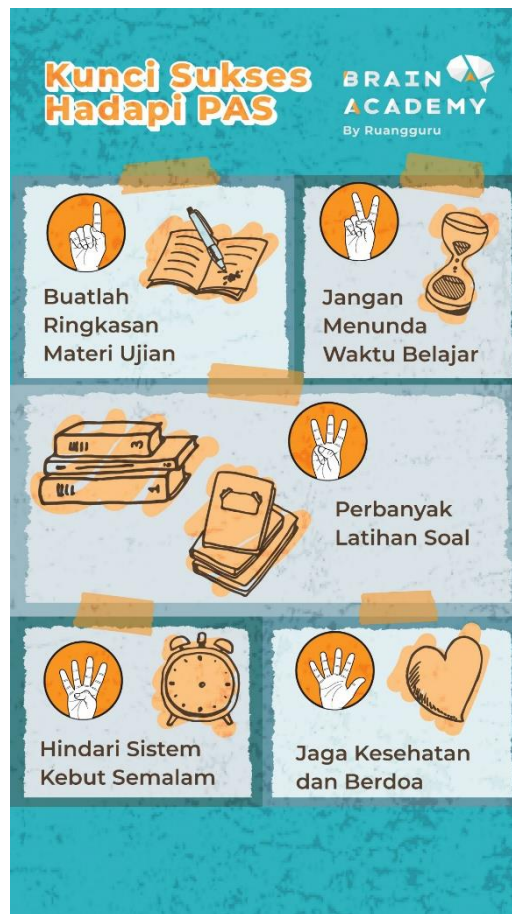 Kunci Sukses
Hadapi PAS
BRAIN
ACADEMY
By Ruangguru
Buatlah
Ringkasan
Materi Ujian
Jangan
Menunda
Waktu Belajar
Perbanyak
Latihan Soal
Hindari Sistem
Kebut Semalam
Jaga Kesehatan
dan Berdoa